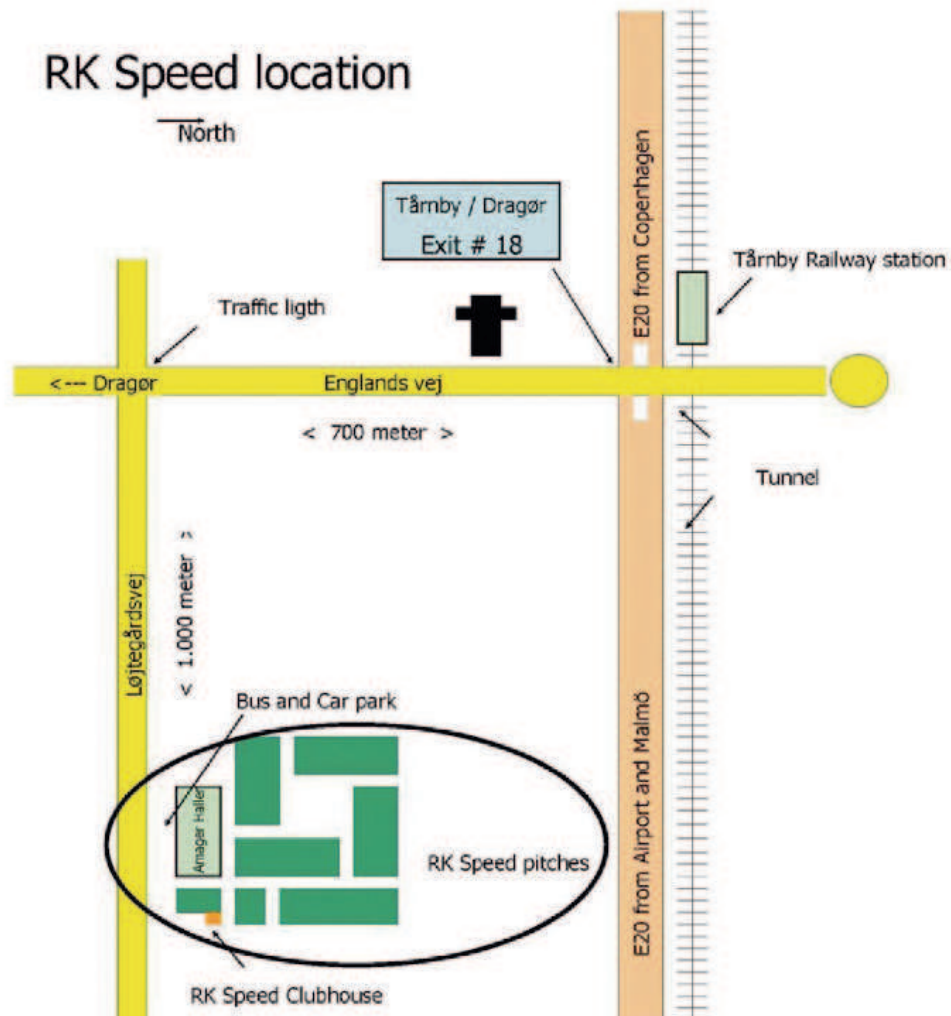 RK Speed location
North
Tårnby / Dragør
Exit # 18
E20 from Copenhagen
Tårnby Railway station
Traffic ligth
<--- Dragør
Englands vej
< 700 meter >
Tunnel
Løjtegårdsvej
< 1.000 meter >
Bus and Car park
Amager Haller
RK Speed pitches
E20 from Airport and Malmö
RK Speed Clubhouse